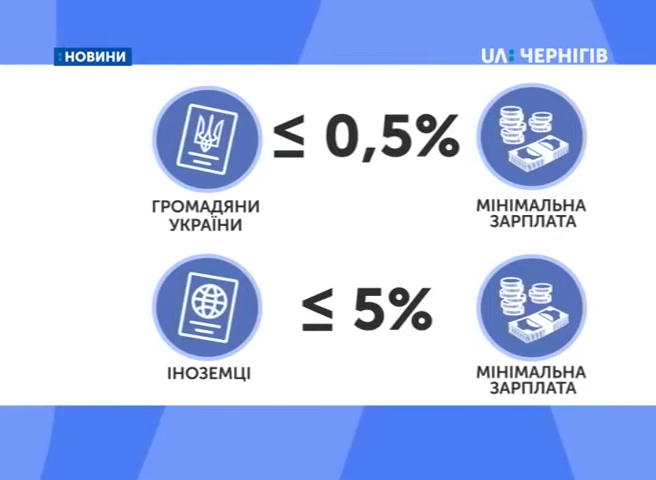 :НОВИНИ
UA: ЧЕРНІГІВ
≤ 0,5%
ГРОМАДЯНИ
УКРАЇНИ
МІНІМАЛЬНА
ЗАРПЛАТА
≤ 5%
ІНОЗЕМЦІ
МІНІМАЛЬНА
ЗАРПЛАТА